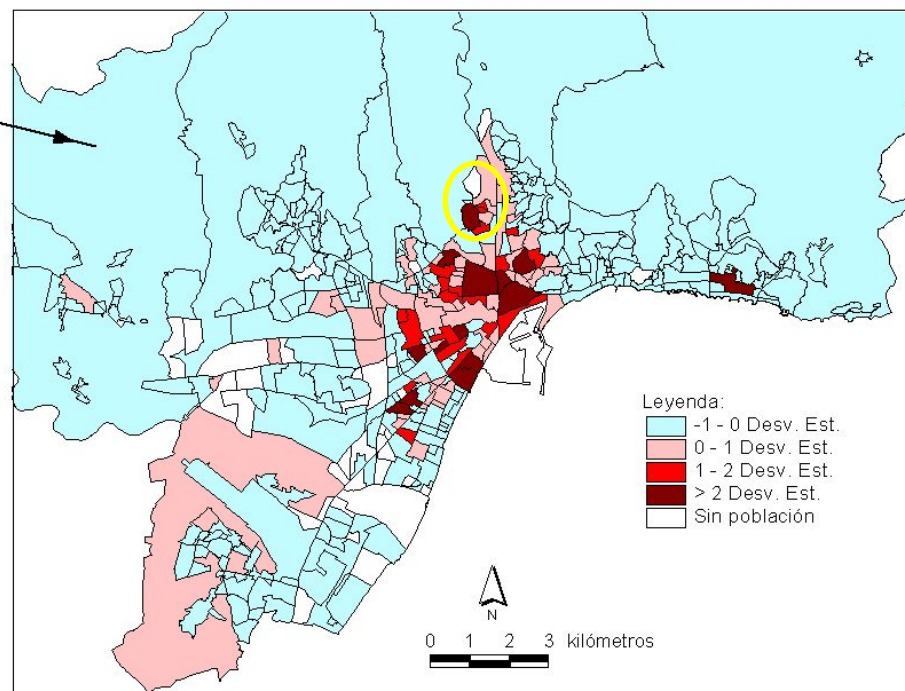 Leyenda:
-1 - 0 Desv. Est.
0 - 1 Desv. Est.
1 - 2 Desv. Est.
> 2 Desv. Est.
Sin población
N
0 1 2 3 kilómetros